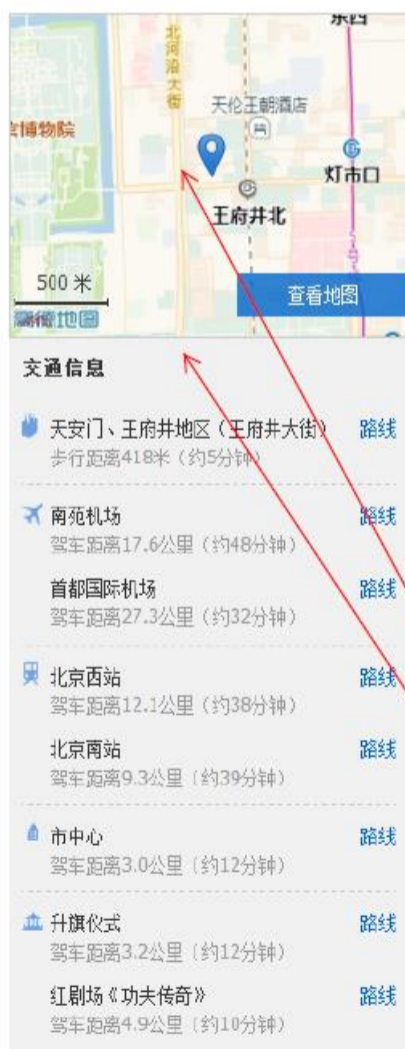 东四
北河沿大街
天伦王朝酒店
宫博物院
灯市口
王府井北
5号
500 米
查看地图
高德地图
交通信息
天安门、王府井地区（王府井大街） 路线
步行距离418米（约5分钟）
南苑机场 路线
驾车距离17.6公里（约48分钟）
首都国际机场 路线
驾车距离27.3公里（约32分钟）
北京西站 路线
驾车距离12.1公里（约38分钟）
北京南站 路线
驾车距离9.3公里（约39分钟）
市中心 路线
驾车距离3.0公里（约12分钟）
升旗仪式 路线
驾车距离3.2公里（约12分钟）
红剧场《功夫传奇》 路线
驾车距离4.9公里（约10分钟）